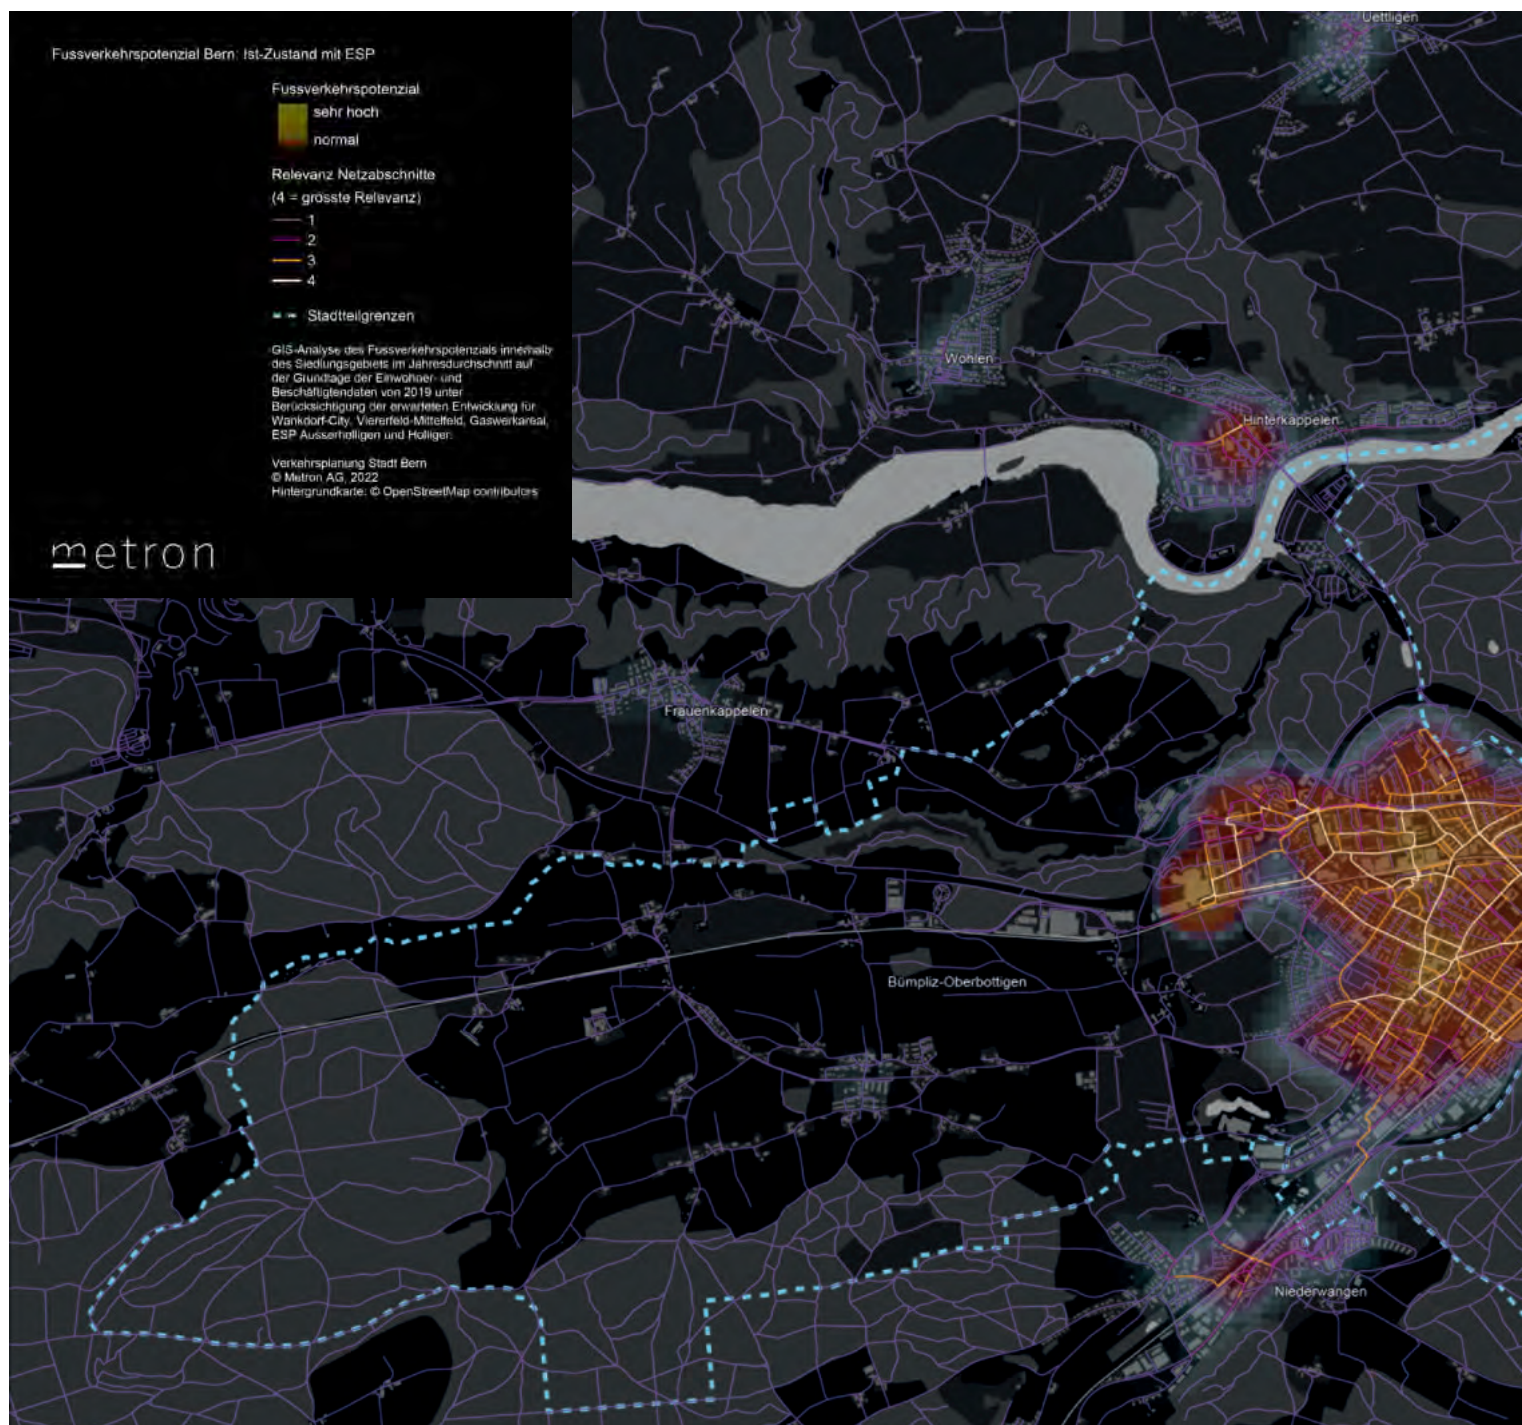 Fussverkehrspotenzial Bern: Ist-Zustand mit ESP
Fussverkehrspotenzial
sehr hoch
normal
Relevanz Netzabschnitte
(4 = grösste Relevanz)
1
2
3
4
Stadtteilgrenzen
GIS-Analyse des Fussverkehrspotenzials innerhalb
des Siedlungsgebiets im Jahresdurchschnitt auf
der Grundlage der Einwohner- und
Beschäftigtendaten von 2019 unter
Berücksichtigung der erwarteten Entwicklung für
Wankdorf-City, Viererfeld-Mittelfeld, Gaswerkareal,
ESP Ausserholligen und Holliger.
Verkehrsplanung Stadt Bern
© Metron AG, 2022
Hintergrundkarte: © OpenStreetMap contributors
metron
Uettligen
Wohlen
Hinterkappelen
Frauenkappelen
Bümpliz-Oberbottigen
Niederwangen